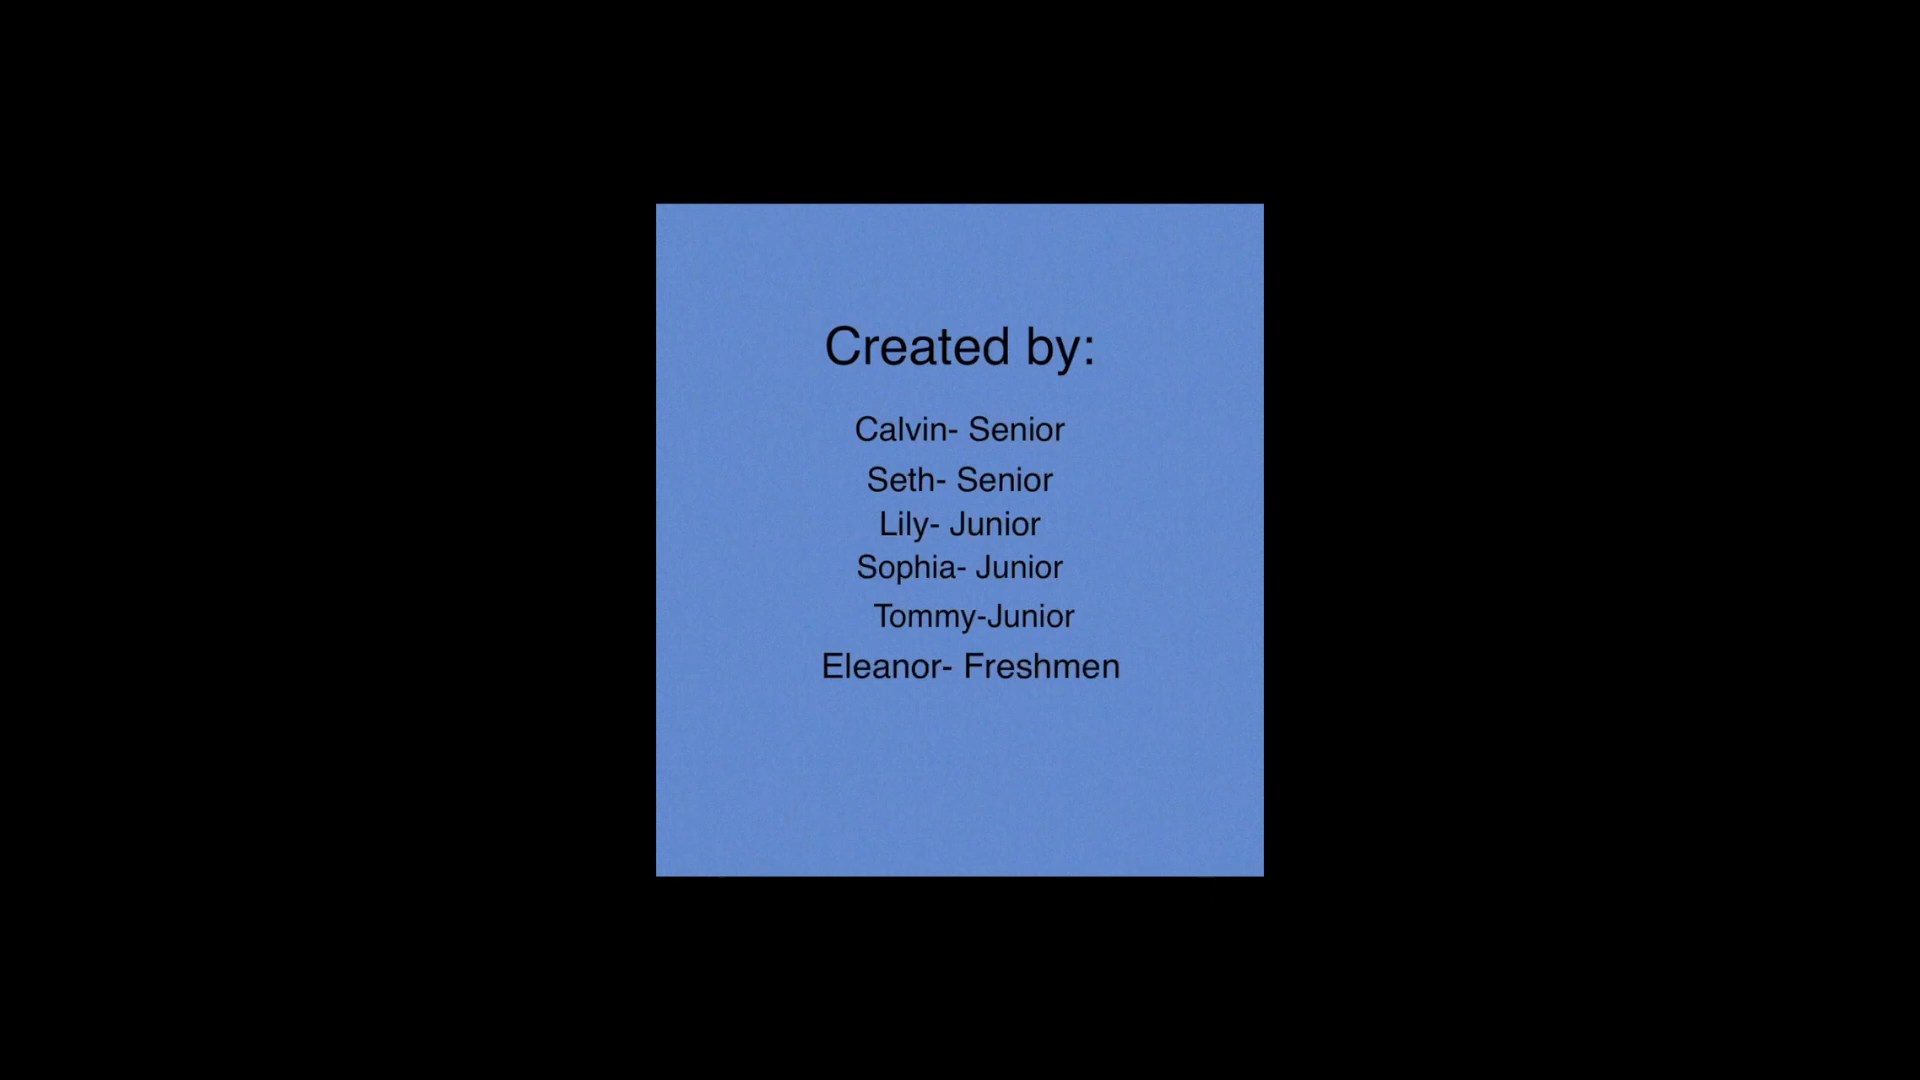 Created by:
Calvin- Senior
Seth- Senior
Lily- Junior
Sophia- Junior
Tommy-Junior
Eleanor- Freshmen